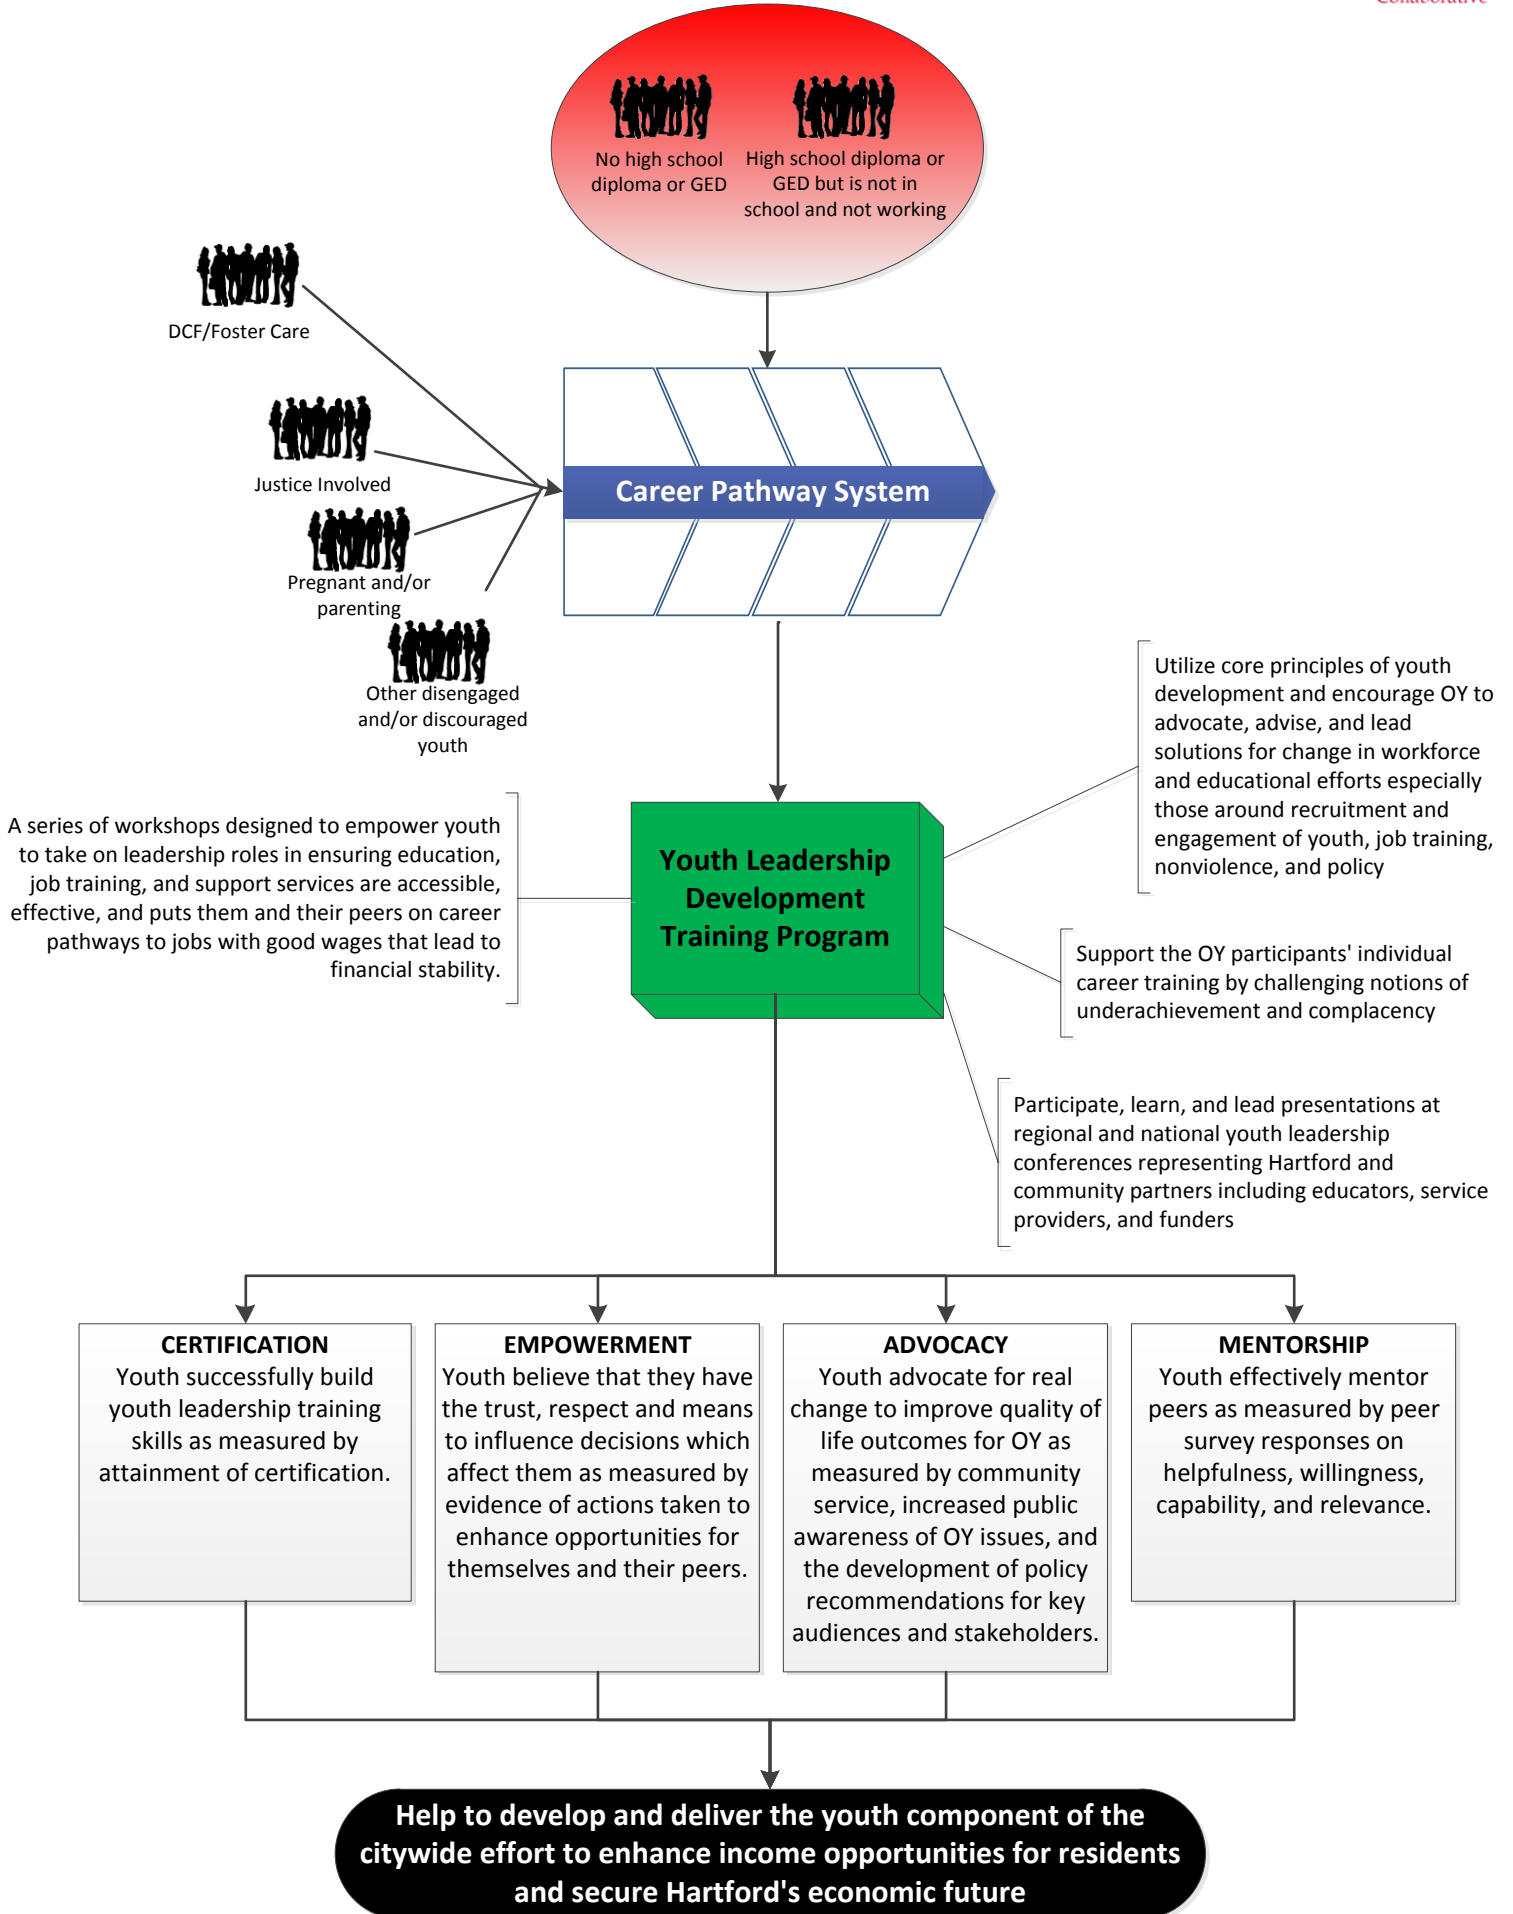 Collaborative
No high school
diploma or GED
High school diploma or
GED but is not in
school and not working
DCF/Foster Care
Justice Involved
Pregnant and/or
parenting
Other disengaged
and/or discouraged
youth
Career Pathway System
Utilize core principles of youth
development and encourage OY to
advocate, advise, and lead
solutions for change in workforce
and educational efforts especially
those around recruitment and
engagement of youth, job training,
nonviolence, and policy
A series of workshops designed to empower youth
to take on leadership roles in ensuring education,
job training, and support services are accessible,
effective, and puts them and their peers on career
pathways to jobs with good wages that lead to
financial stability.
Youth Leadership
Development
Training Program
Support the OY participants' individual
career training by challenging notions of
underachievement and complacency
Participate, learn, and lead presentations at
regional and national youth leadership
conferences representing Hartford and
community partners including educators, service
providers, and funders
CERTIFICATION
Youth successfully build
youth leadership training
skills as measured by
attainment of certification.
EMPOWERMENT
Youth believe that they have
the trust, respect and means
to influence decisions which
affect them as measured by
evidence of actions taken to
enhance opportunities for
themselves and their peers.
ADVOCACY
Youth advocate for real
change to improve quality of
life outcomes for OY as
measured by community
service, increased public
awareness of OY issues, and
the development of policy
recommendations for key
audiences and stakeholders.
MENTORSHIP
Youth effectively mentor
peers as measured by peer
survey responses on
helpfulness, willingness,
capability, and relevance.
Help to develop and deliver the youth component of the
citywide effort to enhance income opportunities for residents
and secure Hartford's economic future